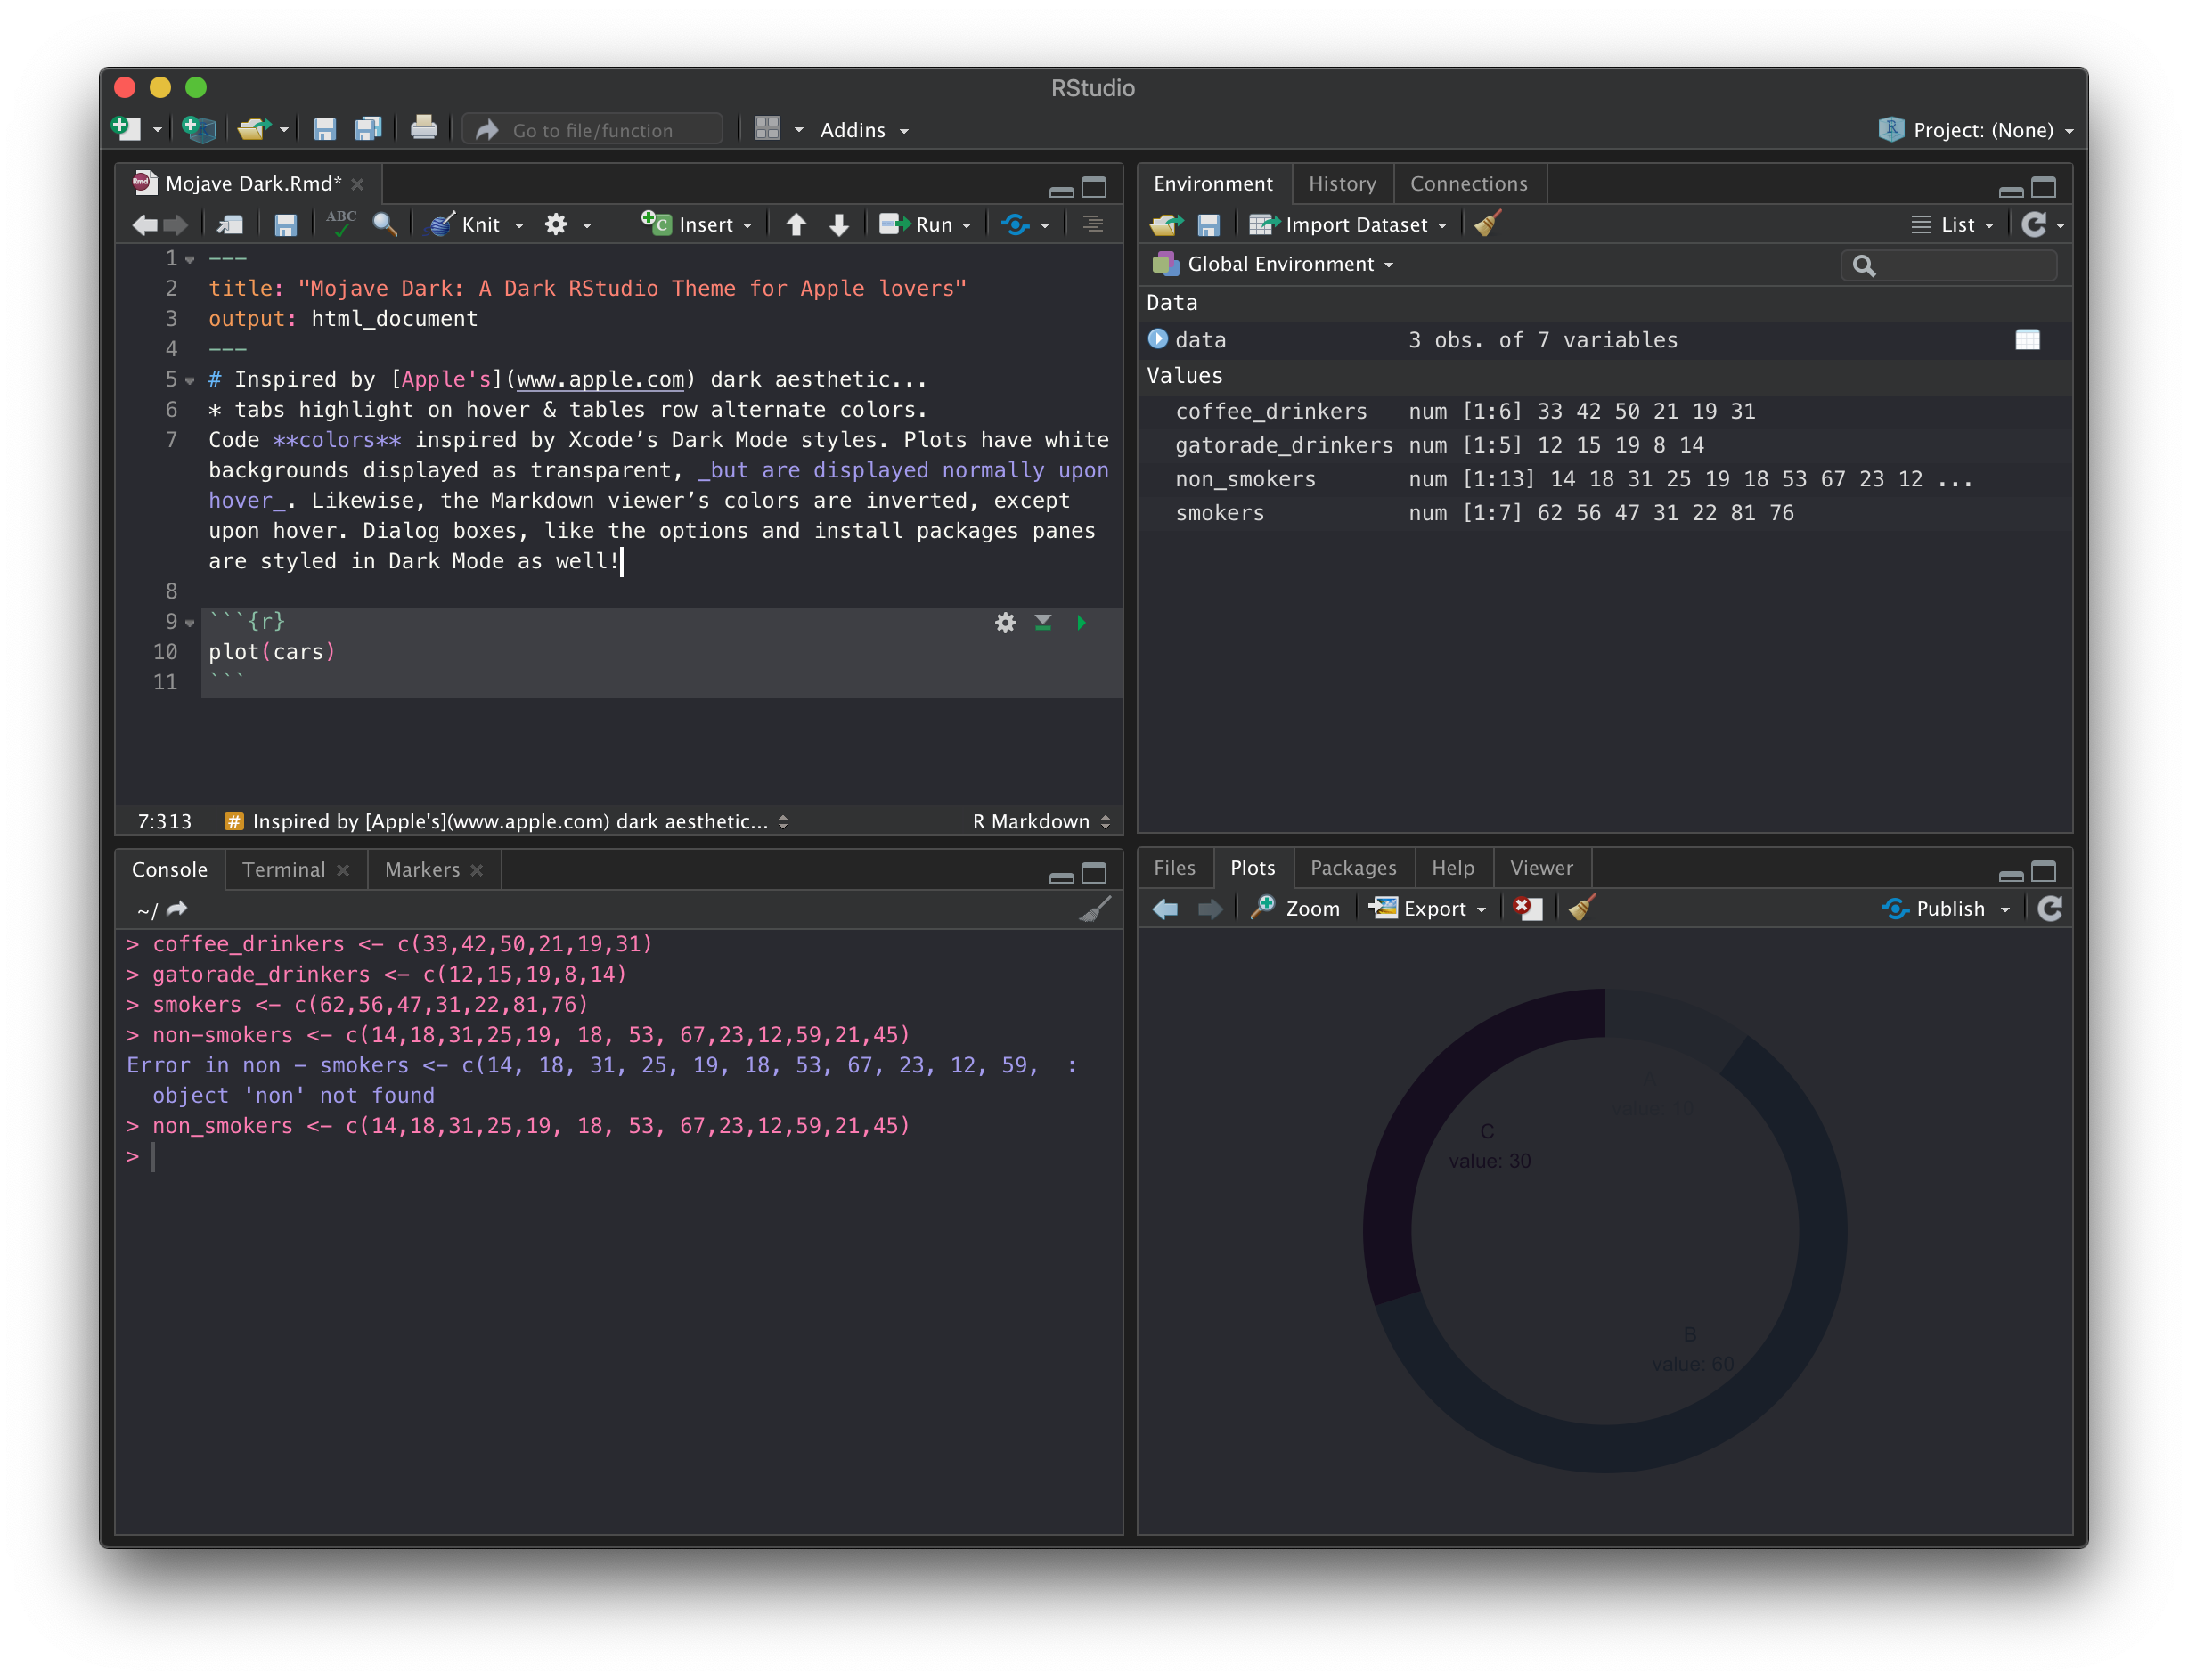 RStudio
Go to file/function
Addins
Project: (None)
Mojave Dark.Rmd*
ABC
Knit
Insert
Run
1 ---
2 title: "Mojave Dark: A Dark RStudio Theme for Apple lovers"
3 output: html_document
4 ---
5 # Inspired by [Apple's](www.apple.com) dark aesthetic...
6 * tabs highlight on hover & tables row alternate colors.
7 Code **colors** inspired by Xcode’s Dark Mode styles. Plots have white
backgrounds displayed as transparent, _but are displayed normally upon
hover_. Likewise, the Markdown viewer’s colors are inverted, except
upon hover. Dialog boxes, like the options and install packages panes
are styled in Dark Mode as well!
8
9 ```{r}
10 plot(cars)
11 ```
7:313 # Inspired by [Apple's](www.apple.com) dark aesthetic... R Markdown
Environment History Connections
Import Dataset List
Global Environment
Data
data 3 obs. of 7 variables
Values
coffee_drinkers num [1:6] 33 42 50 21 19 31
gatorade_drinkers num [1:5] 12 15 19 8 14
non_smokers num [1:13] 14 18 31 25 19 18 53 67 23 12 ...
smokers num [1:7] 62 56 47 31 22 81 76
Console Terminal Markers
~/
> coffee_drinkers <- c(33,42,50,21,19,31)
> gatorade_drinkers <- c(12,15,19,8,14)
> smokers <- c(62,56,47,31,22,81,76)
> non-smokers <- c(14,18,31,25,19, 18, 53, 67,23,12,59,21,45)
Error in non - smokers <- c(14, 18, 31, 25, 19, 18, 53, 67, 23, 12, 59,  :
object 'non' not found
> non_smokers <- c(14,18,31,25,19, 18, 53, 67,23,12,59,21,45)
>
Files Plots Packages Help Viewer
Zoom Export Publish
A
value: 10
C
value: 30
B
value: 60